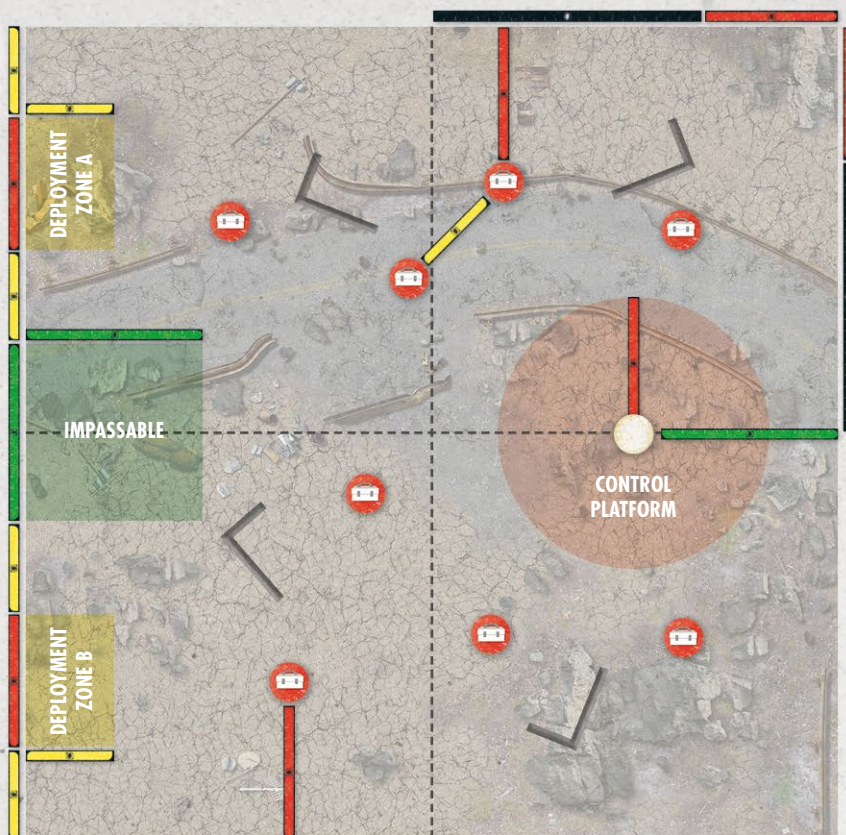 DEPLOYMENT
ZONE A
IMPASSABLE
CONTROL
PLATFORM
DEPLOYMENT
ZONE B